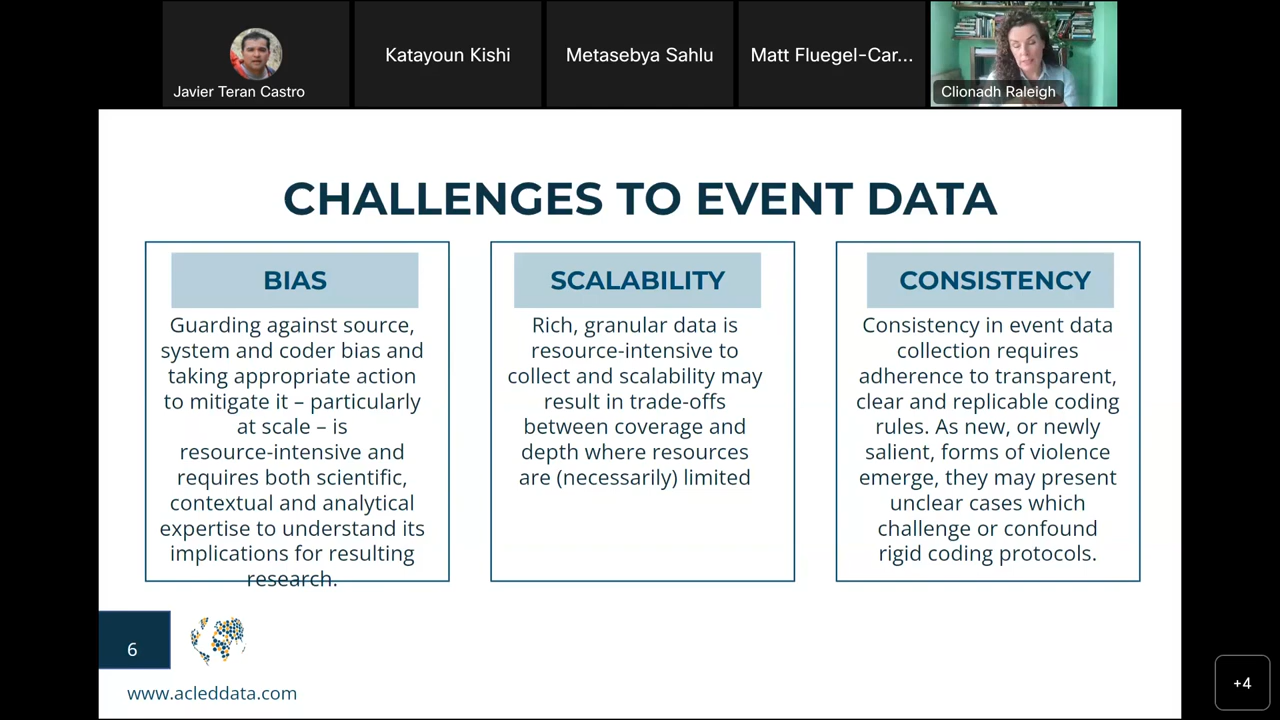 Javier Teran Castro
Katayoun Kishi
Metasebya Sahlu
Matt Fluegel-Car...
Clionadh Raleigh
CHALLENGES TO EVENT DATA
BIAS
Guarding against source,
system and coder bias and
taking appropriate action
to mitigate it – particularly
at scale – is
resource-intensive and
requires both scientific,
contextual and analytical
expertise to understand its
implications for resulting
research.
SCALABILITY
Rich, granular data is
resource-intensive to
collect and scalability may
result in trade-offs
between coverage and
depth where resources
are (necessarily) limited
CONSISTENCY
Consistency in event data
collection requires
adherence to transparent,
clear and replicable coding
rules. As new, or newly
salient, forms of violence
emerge, they may present
unclear cases which
challenge or confound
rigid coding protocols.
6
www.acleddata.com
+4